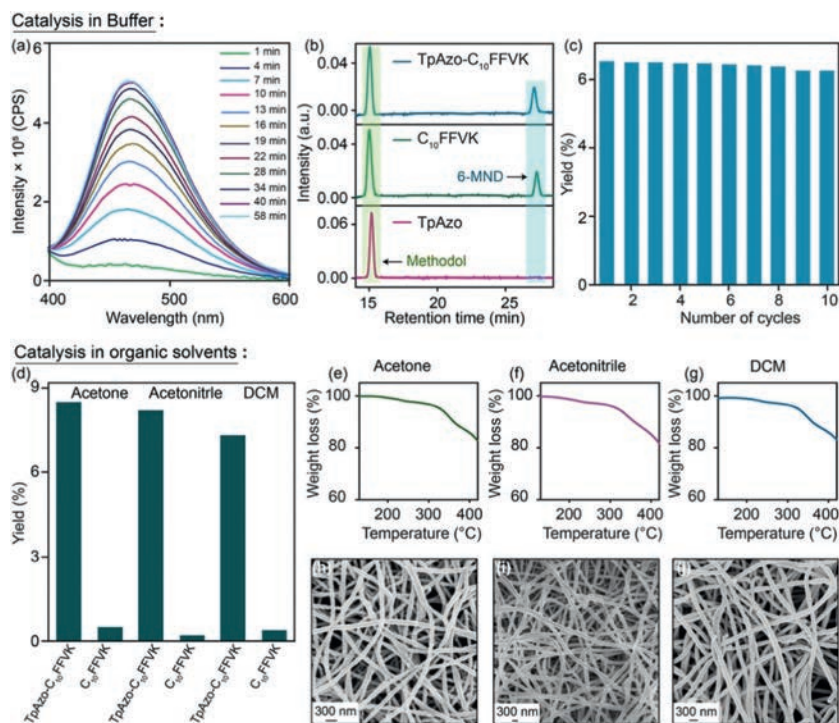 Catalysis in Buffer :
(a)
Intensity × 10⁶ (CPS)
6
4
2
0
400
500
600
Wavelength (nm)
1 min
4 min
7 min
10 min
13 min
16 min
19 min
22 min
28 min
34 min
40 min
58 min
(b)
Intensity (a.u.)
0.04
0.00
TpAzo-C₁₀FFVK
0.04
0.00
C₁₀FFVK
6-MND
0.06
0.00
TpAzo
Methodol
15
20
25
Retention time (min)
(c)
Yield (%)
6
4
2
0
2
4
6
8
10
Number of cycles
Catalysis in organic solvents :
(d)
Acetone
Acetonitrle
DCM
Yield (%)
9
6
3
0
TpAzo-C₁₀FFVK
C₁₀FFVK
TpAzo-C₁₀FFVK
C₁₀FFVK
TpAzo-C₁₀FFVK
C₁₀FFVK
(e)
Acetone
Weight loss (%)
100
80
60
200
300
400
Temperature (°C)
(f)
Acetonitrile
Weight loss (%)
100
80
60
200
300
400
Temperature (°C)
(g)
DCM
Weight loss (%)
100
80
60
200
300
400
Temperature (°C)
(h)
300 nm
(i)
300 nm
(j)
300 nm